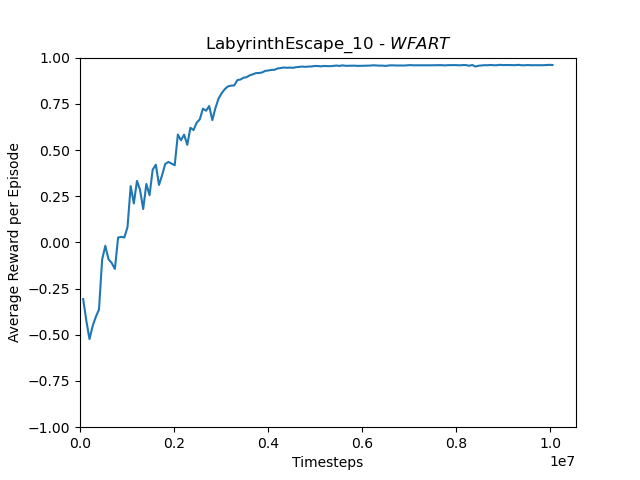 LabyrinthEscape_10 - WFART
Average Reward per Episode
1.00
0.75
0.50
0.25
0.00
−0.25
−0.50
−0.75
−1.00
0.0 0.2 0.4 0.6 0.8 1.0
1e7
Timesteps